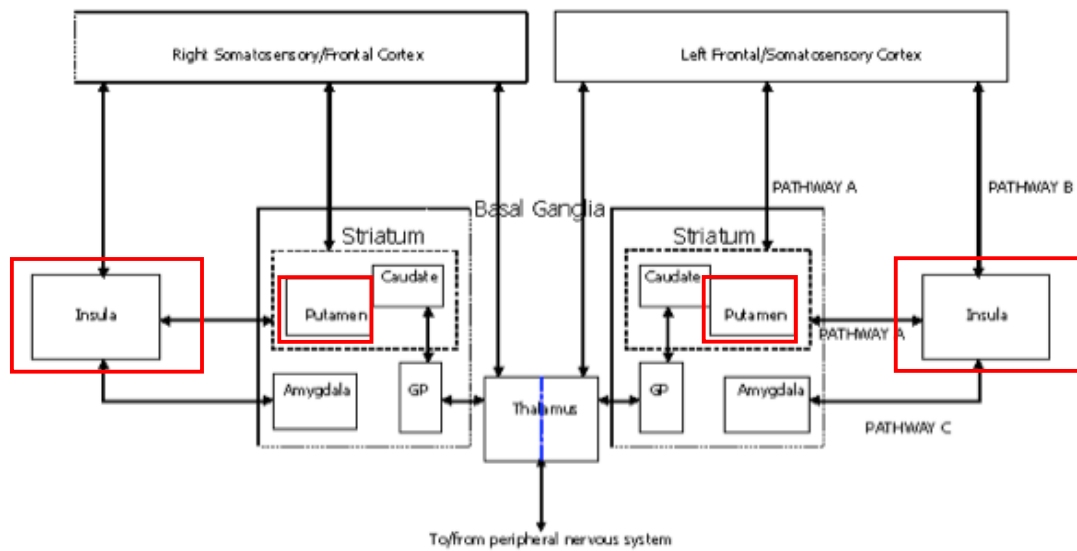 Right Somatosensory/Frontal Cortex
Left Frontal/Somatosensory Cortex
PATHWAY A
PATHWAY B
Basal Ganglia
Striatum
Striatum
Caudate
Caudate
Insula
Putamen
Putamen
Insula
PATHWAY A
Amygdala
GP
Thalamus
GP
Amygdala
PATHWAY C
To/from peripheral nervous system